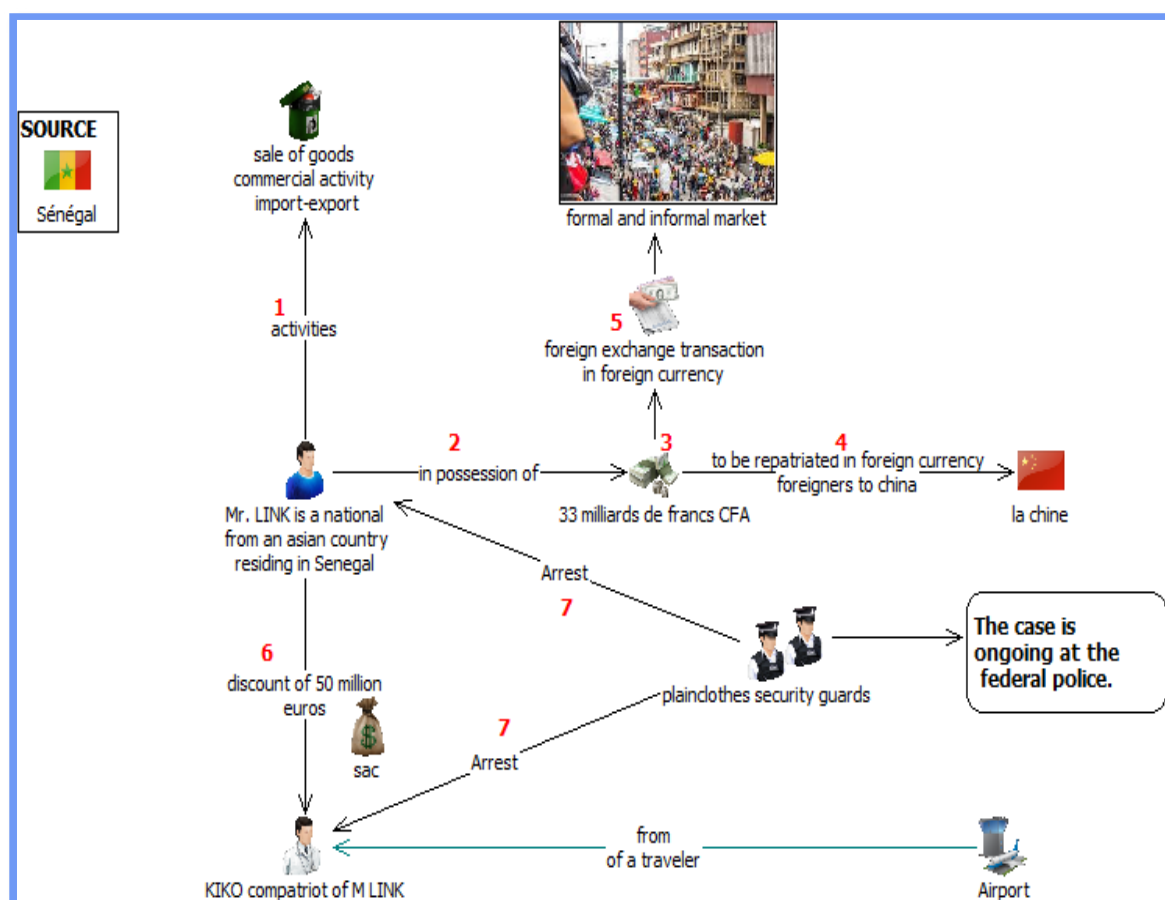 SOURCE
Sénégal
sale of goods
commercial activity
import-export
formal and informal market
1
activities
5
foreign exchange transaction
in foreign currency
2
in possession of
3
4
to be repatriated in foreign currency
foreigners to china
Mr. LINK is a national
from an asian country
residing in Senegal
33 milliards de francs CFA
la chine
Arrest
7
The case is
ongoing at the
federal police.
6
discount of 50 million
euros
sac
plainclothes security guards
7
Arrest
from
of a traveler
KIKO compatriot of M LINK
Airport